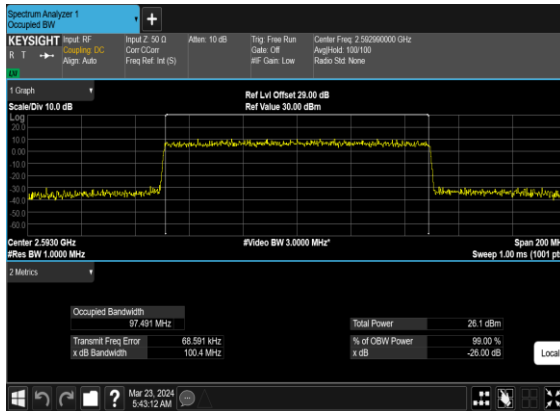 Spectrum Analyzer 1
Occupied BW
+
KEYSIGHT Input: RF Input Z: 50 Ω Atten: 10 dB Trig: Free Run Center Freq: 2.592990000 GHz
R T Coupling: DC Corr CCorr Gate: Off Avg|Hold: 100/100
Align: Auto Freq Ref: Int (S) #IF Gain: Low Radio Std: None
LXI
1 Graph
Ref Lvl Offset 29.00 dB
Scale/Div 10.0 dB Ref Value 30.00 dBm
Log
20.0
10.0
0.00
-10.0
-20.0
-30.0
-40.0
-50.0
-60.0
Center 2.5930 GHz #Video BW 3.0000 MHz* Span 200 MH
#Res BW 1.0000 MHz Sweep 1.00 ms (1001 pt
2 Metrics
Occupied Bandwidth
97.491 MHz Total Power 26.1 dBm
Transmit Freq Error 68.591 kHz % of OBW Power 99.00 %
x dB Bandwidth 100.4 MHz x dB -26.00 dB
Local
? Mar 23, 2024
5:43:12 AM